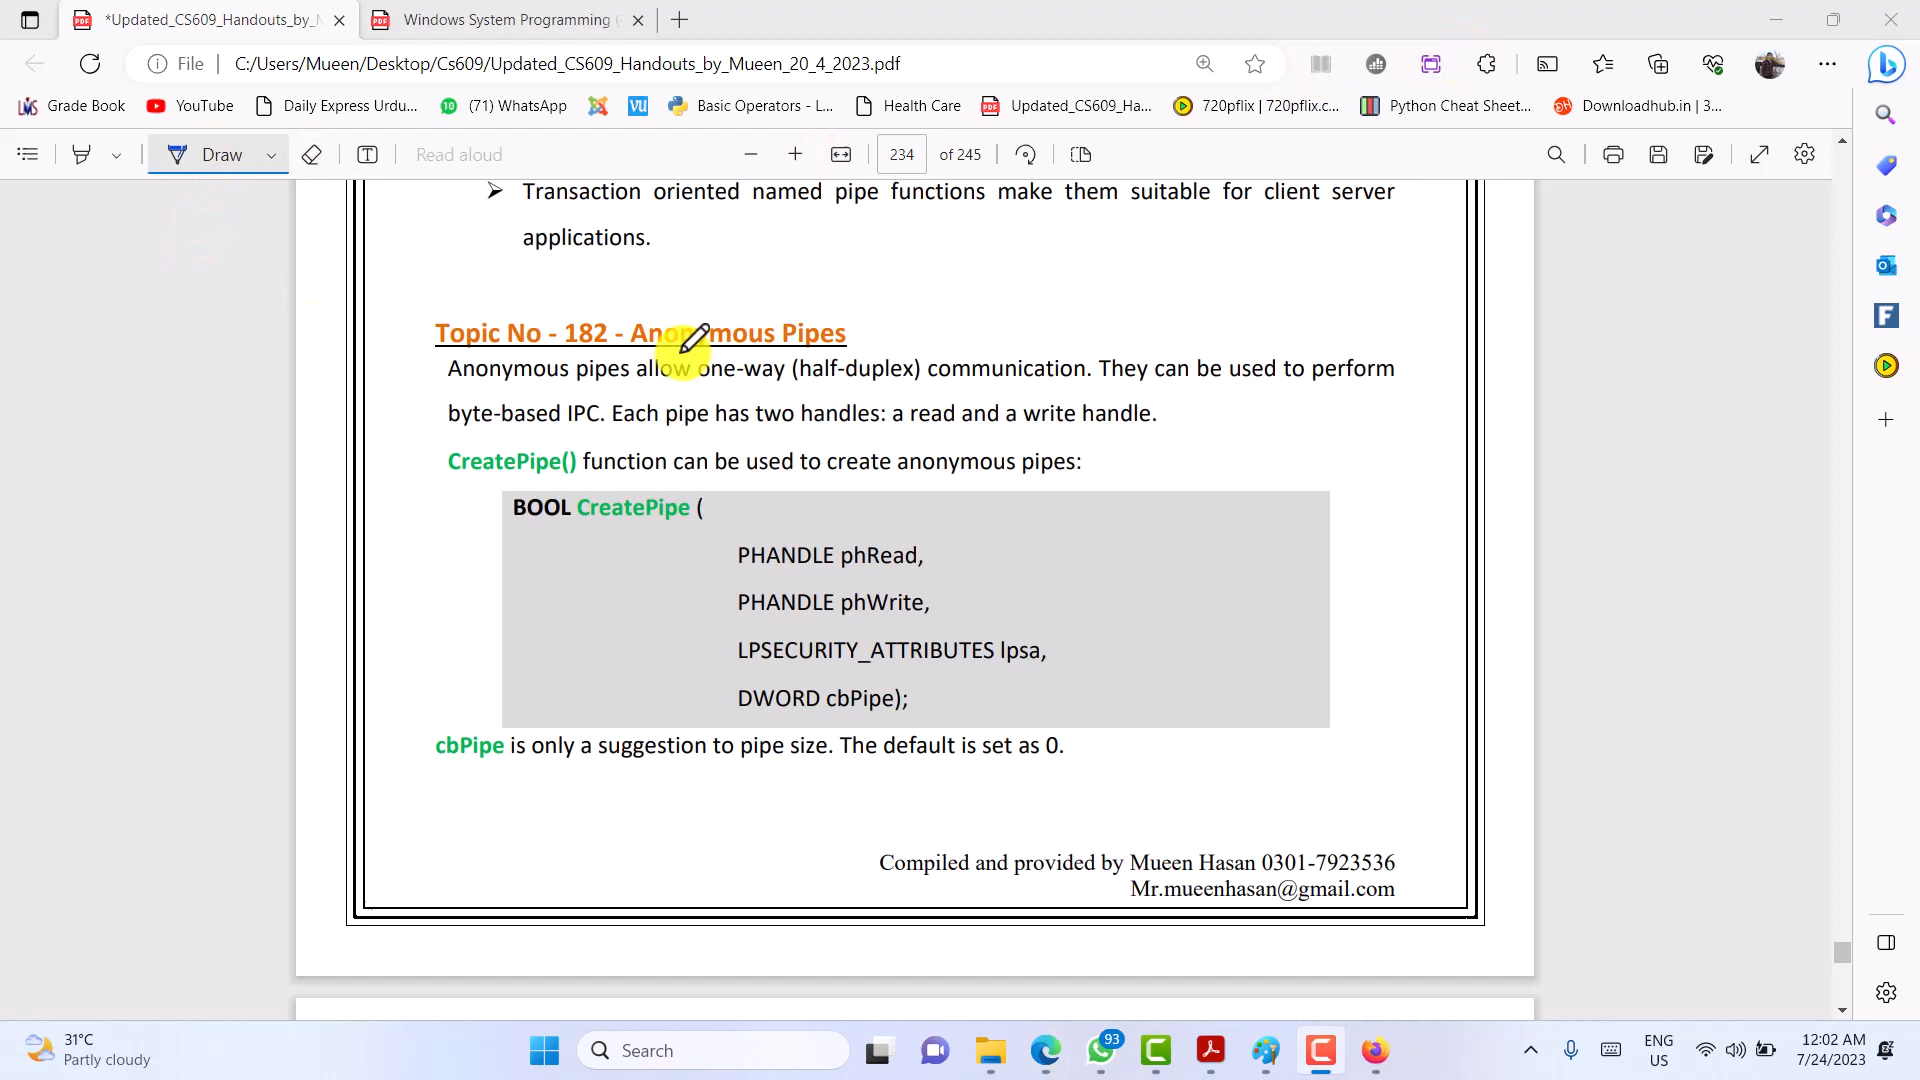 *Updated_CS609_Handouts_by_M
Windows System Programming (
File
C:/Users/Mueen/Desktop/Cs609/Updated_CS609_Handouts_by_Mueen_20_4_2023.pdf
Grade Book
YouTube
Daily Express Urdu...
10
(71) WhatsApp
VU
Basic Operators - L...
Health Care
Updated_CS609_Ha...
720pflix | 720pflix.c...
Python Cheat Sheet...
Downloadhub.in | 3...
Draw
Read aloud
234
of 245
➢ Transaction oriented named pipe functions make them suitable for client server
applications.
Topic No - 182 - Anonymous Pipes
Anonymous pipes allow one-way (half-duplex) communication. They can be used to perform
byte-based IPC. Each pipe has two handles: a read and a write handle.
CreatePipe() function can be used to create anonymous pipes:
BOOL CreatePipe (
PHANDLE phRead,
PHANDLE phWrite,
LPSECURITY_ATTRIBUTES lpsa,
DWORD cbPipe);
cbPipe is only a suggestion to pipe size. The default is set as 0.
Compiled and provided by Mueen Hasan 0301-7923536
Mr.mueenhasan@gmail.com
31°C
Partly cloudy
Search
93
ENG
US
12:02 AM
7/24/2023